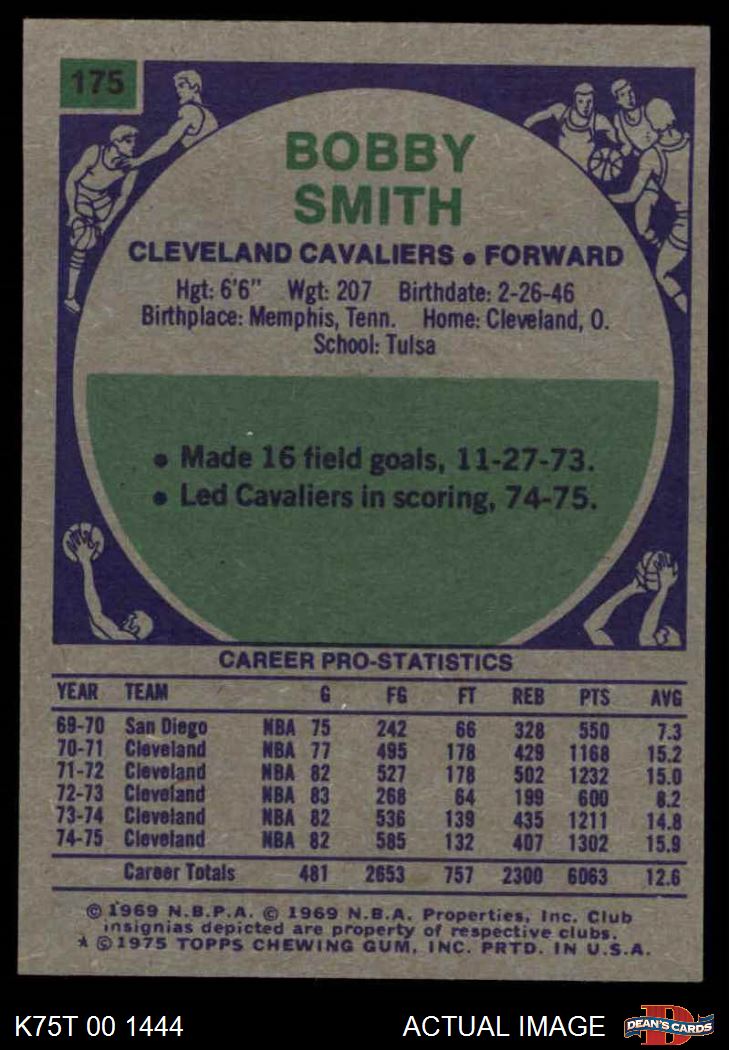 175
BOBBY
SMITH
CLEVELAND CAVALIERS • FORWARD
Hgt: 6'6" Wgt: 207 Birthdate: 2-26-46
Birthplace: Memphis, Tenn. Home: Cleveland, O.
School: Tulsa
• Made 16 field goals, 11-27-73.
• Led Cavaliers in scoring, 74-75.
CAREER PRO-STATISTICS
YEAR TEAM G FG FT REB PTS AVG
69-70 San Diego NBA 75 242 66 328 550 7.3
70-71 Cleveland NBA 77 495 178 429 1168 15.2
71-72 Cleveland NBA 82 527 178 502 1232 15.0
72-73 Cleveland NBA 83 268 64 199 600 8.2
73-74 Cleveland NBA 82 536 139 435 1211 14.8
74-75 Cleveland NBA 82 585 132 407 1302 15.9
Career Totals 481 2653 757 2300 6063 12.6
© 1969 N.B.P.A. © 1969 N.B.A. Properties, Inc. Club
insignias depicted are property of respective clubs.
★ © 1975 TOPPS CHEWING GUM, INC. PRTD. IN U.S.A.
K75T 00 1444 ACTUAL IMAGE
D
DEAN'S CARDS